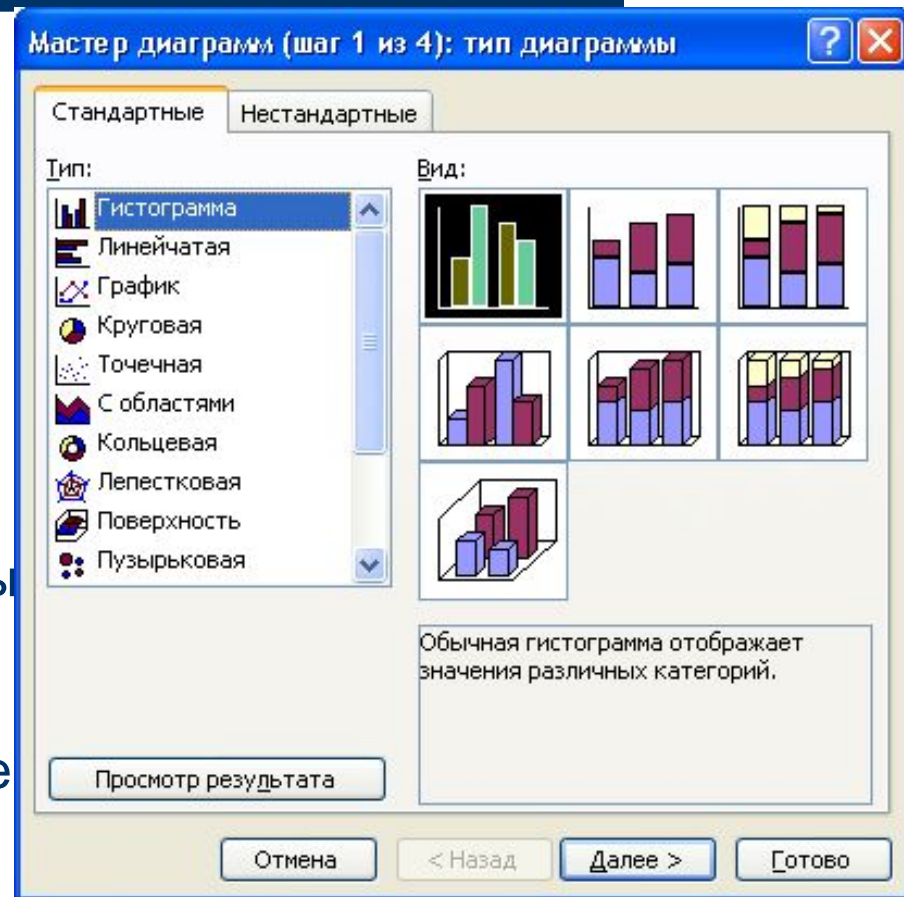 Мастер диаграмм (шаг 1 из 4): тип диаграммы
Стандартные Нестандартные
Тип:
Гистограмма
Линейчатая
График
Круговая
Точечная
С областями
Кольцевая
Лепестковая
Поверхность
Пузырьковая
Вид:
Обычная гистограмма отображает
значения различных категорий.
Просмотр результата
Отмена < Назад Далее > Готово
ы
е